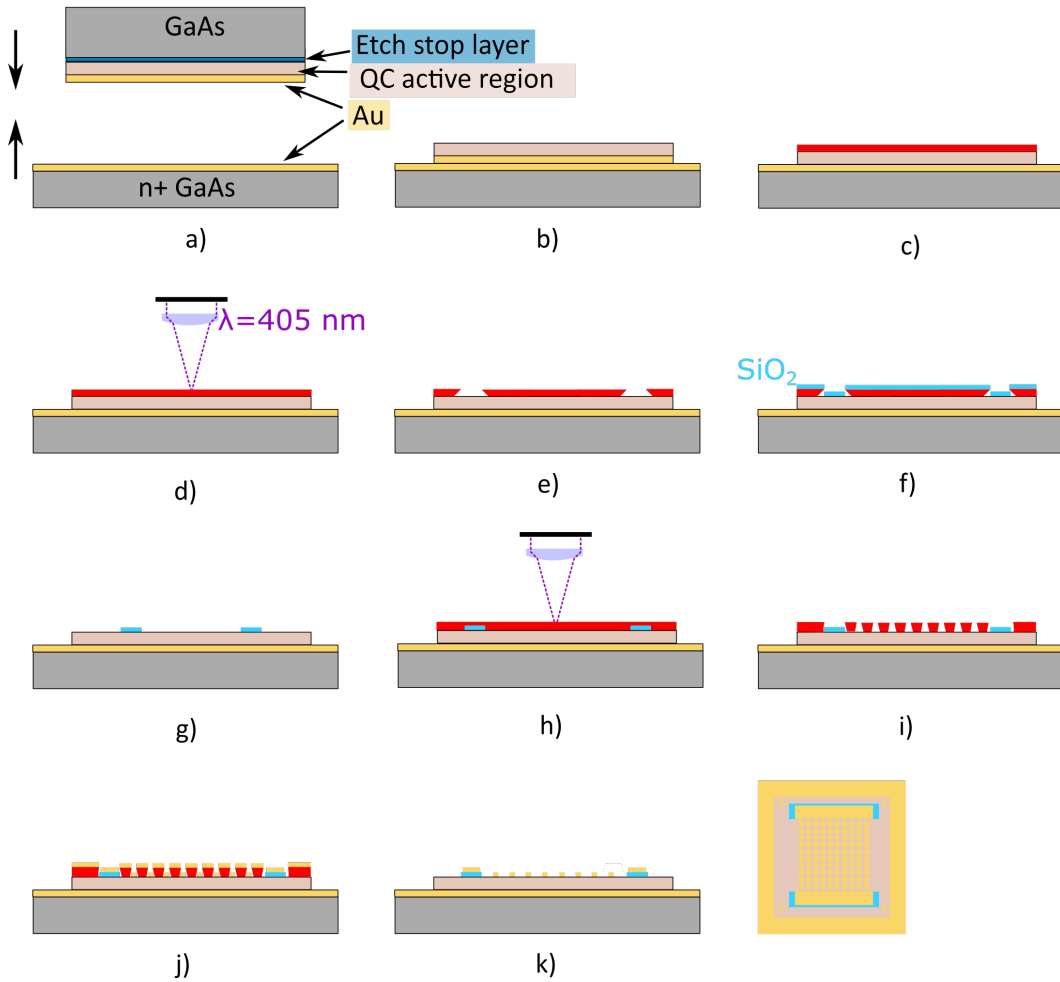 GaAs
Etch stop layer
QC active region
Au
n+ GaAs
a)
b)
c)
λ=405 nm
d)
e)
SiO₂
f)
g)
h)
i)
j)
k)